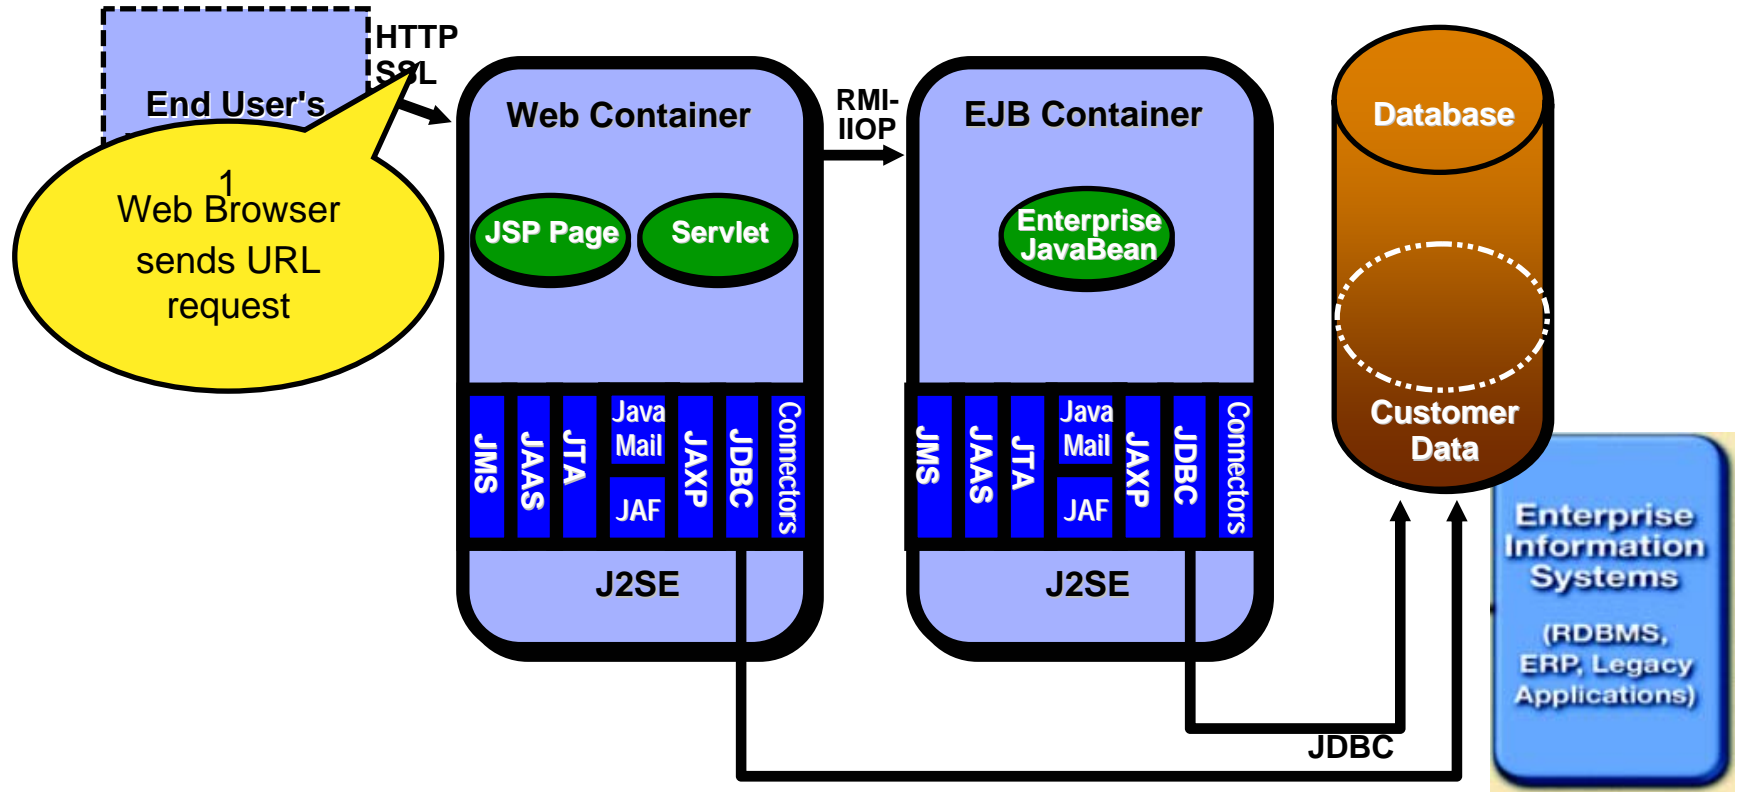 HTTP
SSL
End User's
1
Web Browser
sends URL
request
Web Container
JSP Page
Servlet
JMS
JAAS
JTA
Java
Mail
JAF
JAXP
JDBC
Connectors
J2SE
RMI-
IIOP
EJB Container
Enterprise
JavaBean
JMS
JAAS
JTA
Java
Mail
JAF
JAXP
JDBC
Connectors
J2SE
JDBC
Database
Customer
Data
Enterprise
Information
Systems
(RDBMS,
ERP, Legacy
Applications)